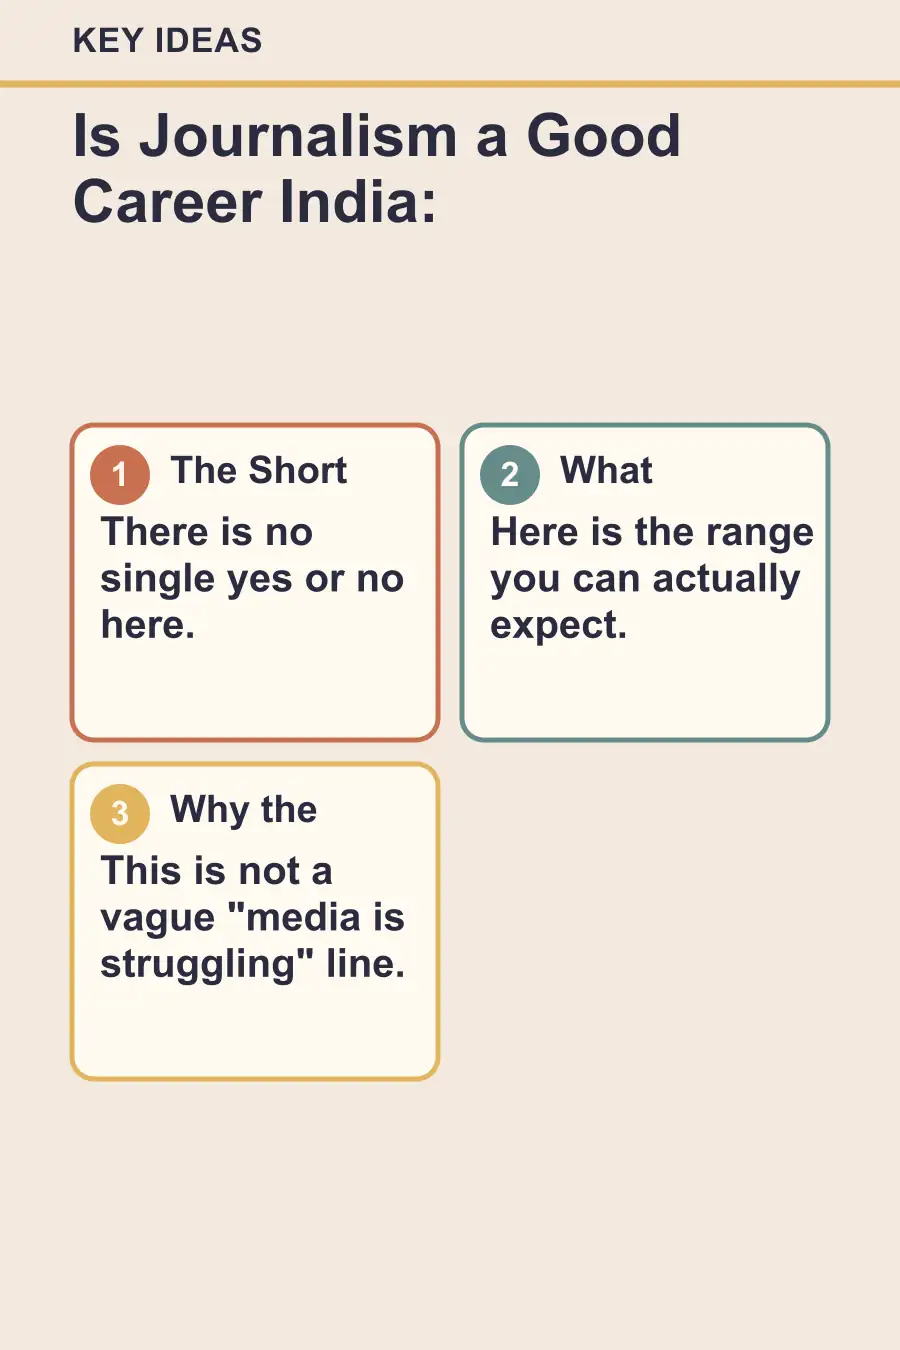 KEY IDEAS
Is Journalism a Good
Career India:
1 The Short
There is no
single yes or no
here.
2 What
Here is the range
you can actually
expect.
3 Why the
This is not a
vague "media is
struggling" line.